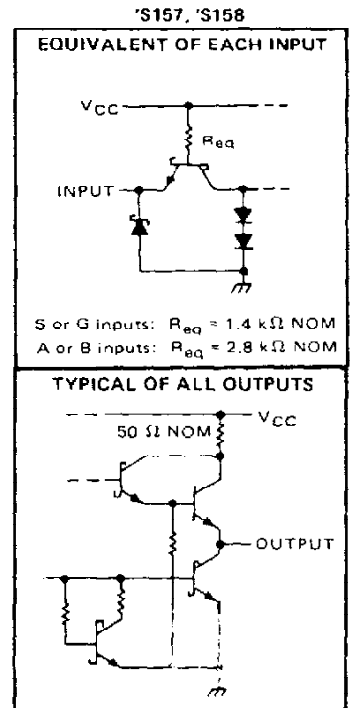 'S157, 'S158
EQUIVALENT OF EACH INPUT
VCC
Req
INPUT
S or G inputs: Req = 1.4 kΩ NOM
A or B inputs: Req = 2.8 kΩ NOM
TYPICAL OF ALL OUTPUTS
VCC
50 Ω NOM
OUTPUT